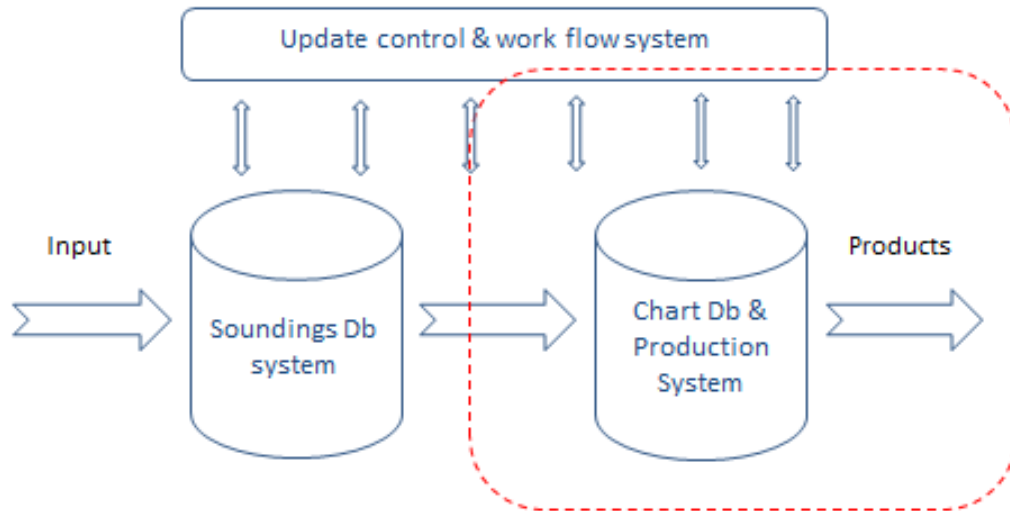 Update control & work flow system
Input
Soundings Db
system
Chart Db &
Production
System
Products